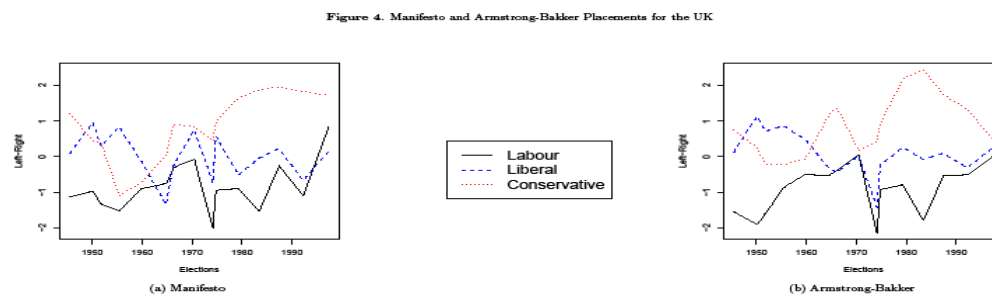 Figure 4. Manifesto and Armstrong-Bakker Placements for the UK
Left-Right
2
1
0
-1
-2
1950 1960 1970 1980 1990
Elections
(a) Manifesto
Labour
Liberal
Conservative
Left-Right
2
1
0
-1
-2
1950 1960 1970 1980 1990
Elections
(b) Armstrong-Bakker